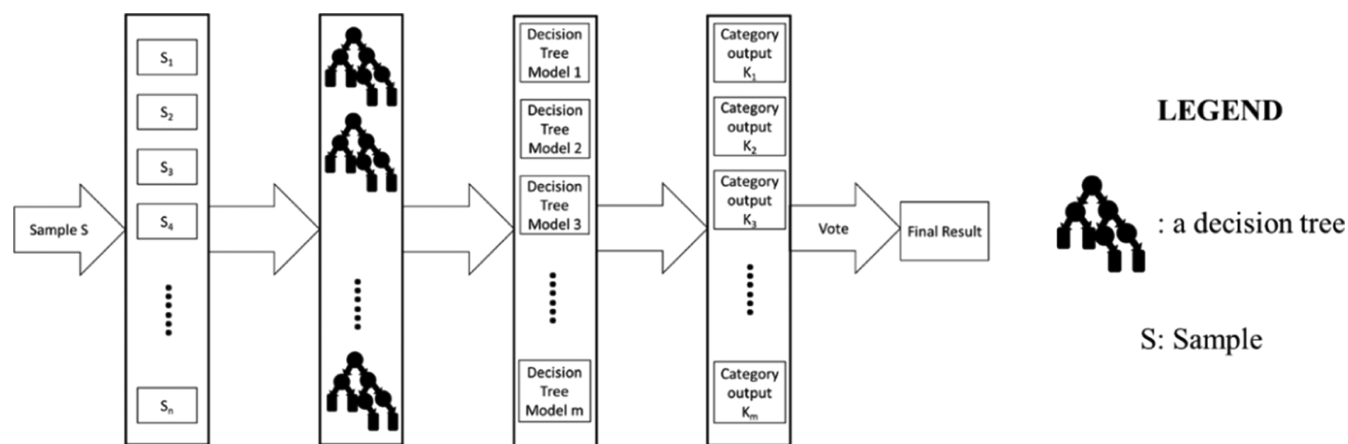 Sample S
S₁
S₂
S₃
S₄
Sₙ
Decision
Tree
Model 1
Decision
Tree
Model 2
Decision
Tree
Model 3
Decision
Tree
Model m
Category
output
K₁
Category
output
K₂
Category
output
K₃
Category
output
Kₘ
Vote
Final Result
LEGEND
: a decision tree
S: Sample